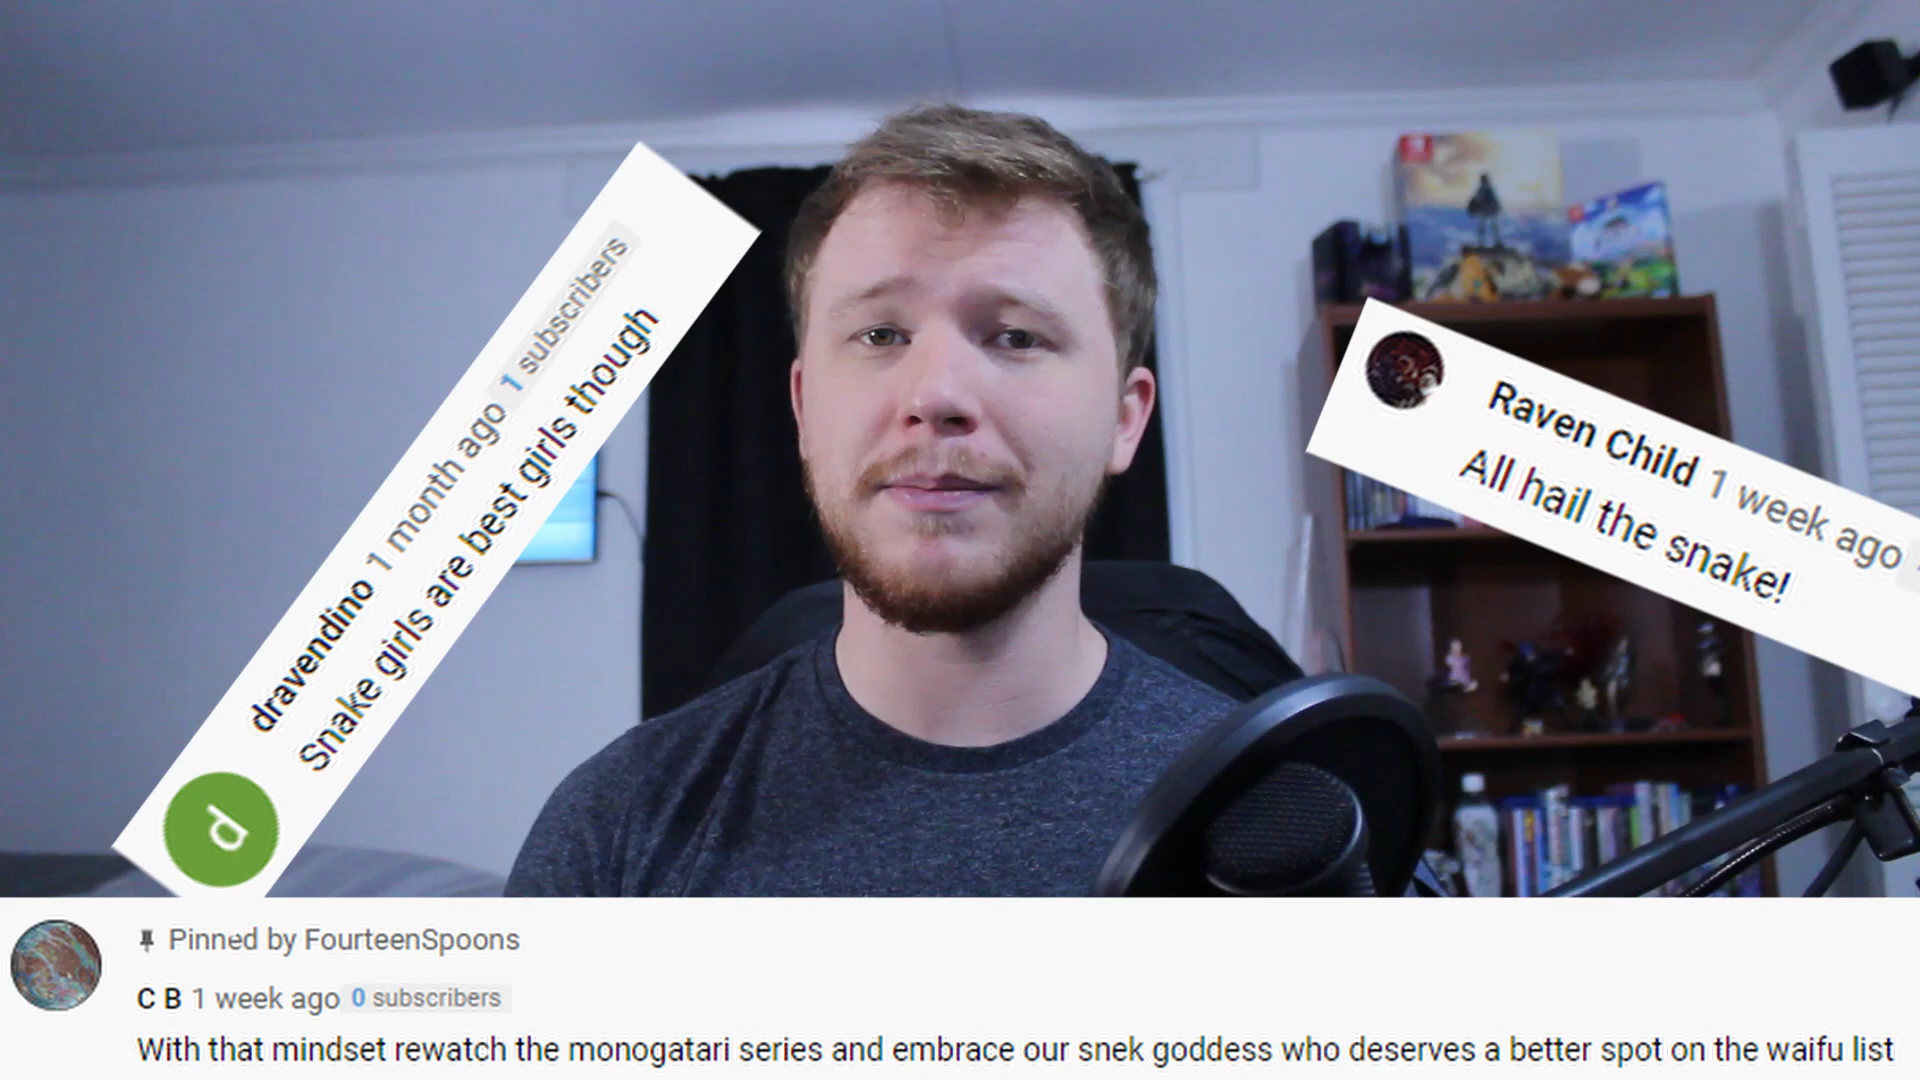 dravendino 1 month ago 1 subscribers
Snake girls are best girls though
d
Raven Child 1 week ago
All hail the snake!
Pinned by FourteenSpoons
C B 1 week ago 0 subscribers
With that mindset rewatch the monogatari series and embrace our snek goddess who deserves a better spot on the waifu list